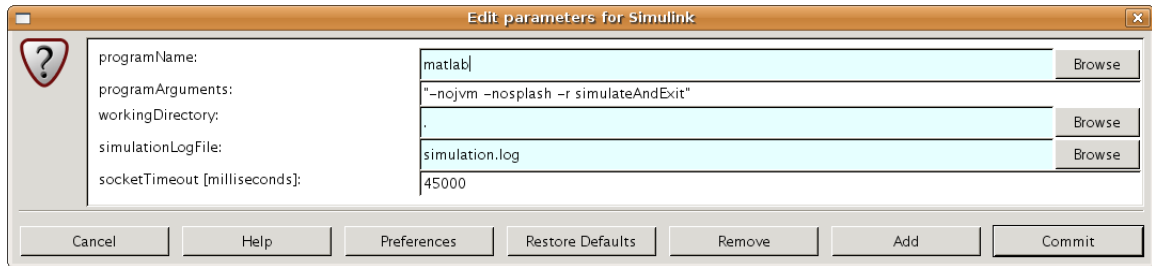 Edit parameters for Simulink
programName:
matlab
Browse
programArguments:
"-nojvm -nosplash -r simulateAndExit"
workingDirectory:
.
Browse
simulationLogFile:
simulation.log
Browse
socketTimeout [milliseconds]:
45000
Cancel
Help
Preferences
Restore Defaults
Remove
Add
Commit